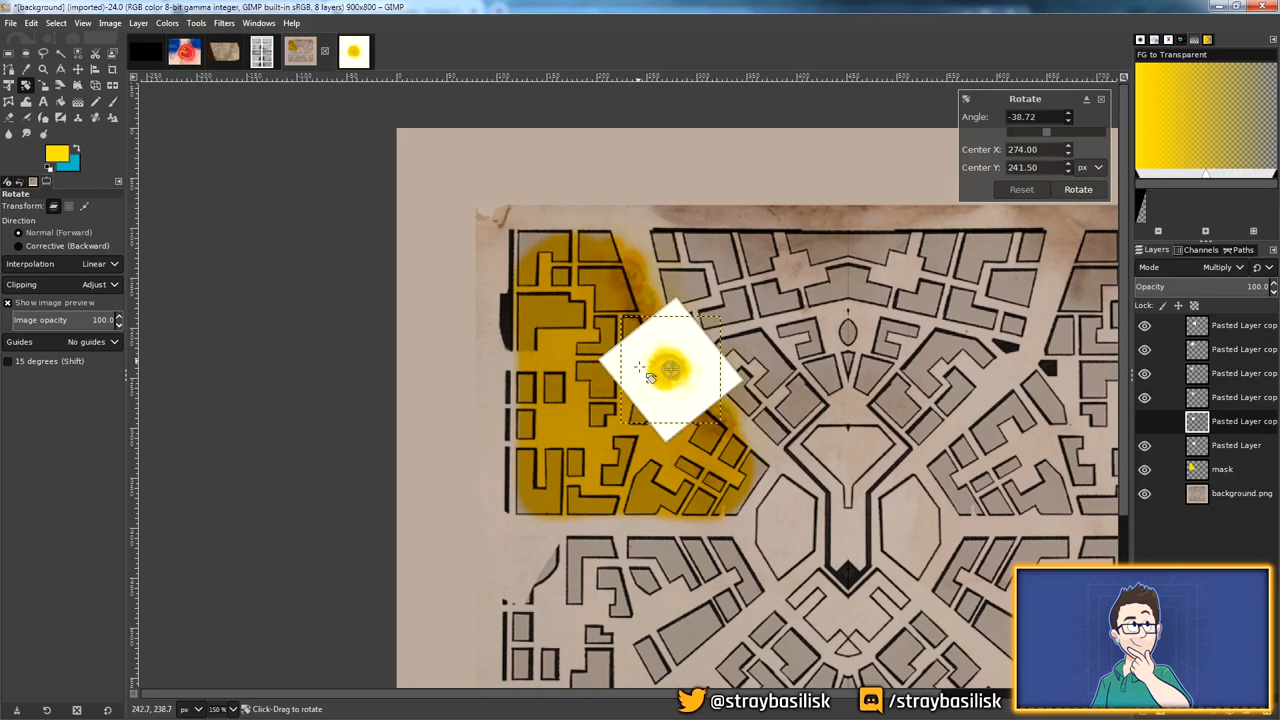 *[background] (imported)-24.0 (RGB color 8-bit gamma integer, GIMP built-in sRGB, 8 layers) 900x800 – GIMP
File Edit Select View Image Layer Colors Tools Filters Windows Help
FG to Transparent
Rotate
Angle: -38.72
Center X: 274.00
Center Y: 241.50 px
Reset Rotate
Rotate
Transform:
Direction
Normal (Forward)
Corrective (Backward)
Interpolation Linear
Clipping Adjust
Show image preview
Image opacity 100.0
Guides No guides
15 degrees (Shift)
Layers Channels Paths
Mode Multiply
Opacity 100.0
Lock:
Pasted Layer cop
Pasted Layer cop
Pasted Layer cop
Pasted Layer cop
Pasted Layer cop
Pasted Layer
mask
background.png
@straybasilisk /straybasilisk
242.7, 238.7 px 150 % Click-Drag to rotate